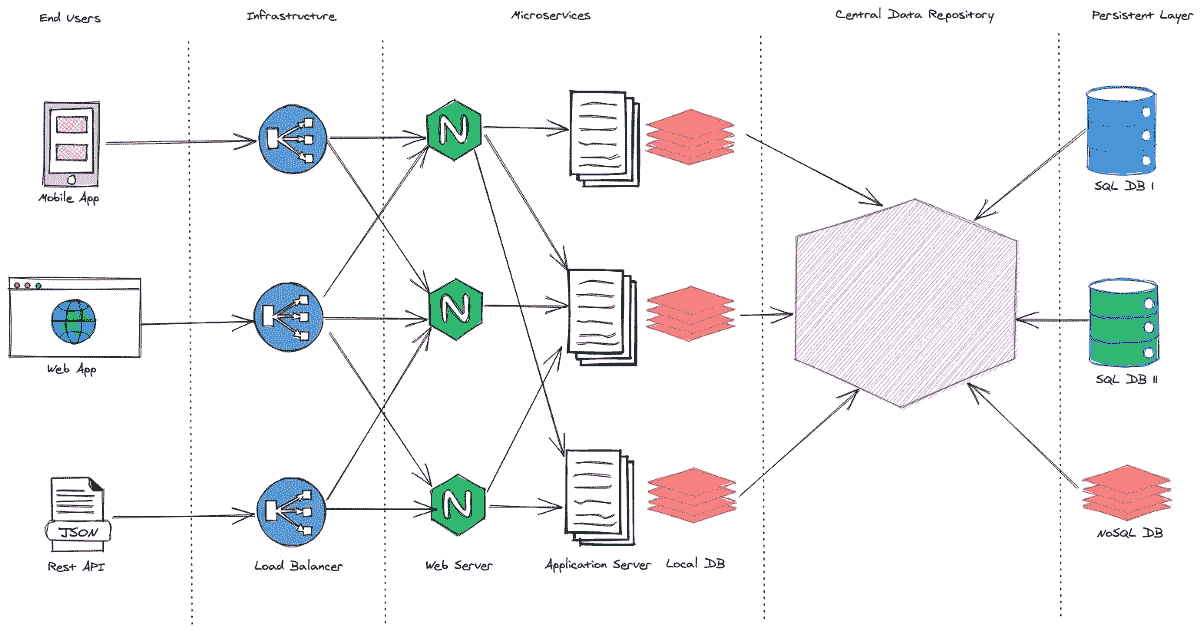 End Users
Infrastructure
Microservices
Central Data Repository
Persistent Layer
N
Mobile App
SQL DB I
N
Web App
SQL DB II
N
JSON
NoSQL DB
Rest API
Load Balancer
Web Server
Application Server
Local DB